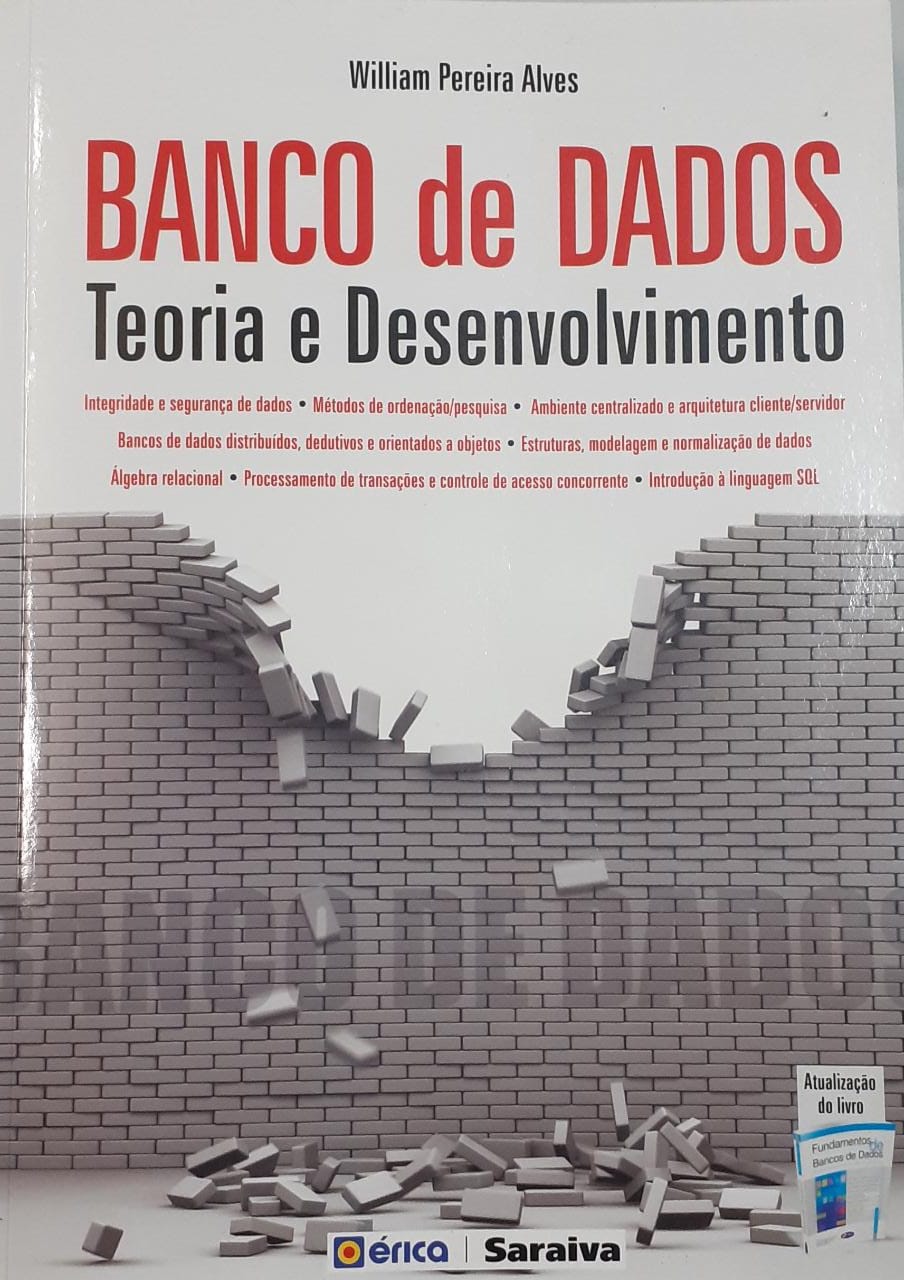 William Pereira Alves
BANCO de DADOS
Teoria e Desenvolvimento
Integridade e segurança de dados • Métodos de ordenação/pesquisa • Ambiente centralizado e arquitetura cliente/servidor
Bancos de dados distribuídos, dedutivos e orientados a objetos • Estruturas, modelagem e normalização de dados
Álgebra relacional • Processamento de transações e controle de acesso concorrente • Introdução à linguagem SQL
BANCO DE DADOS
Atualização
do livro
Fundamentos de
Bancos de Dados
érica | Saraiva